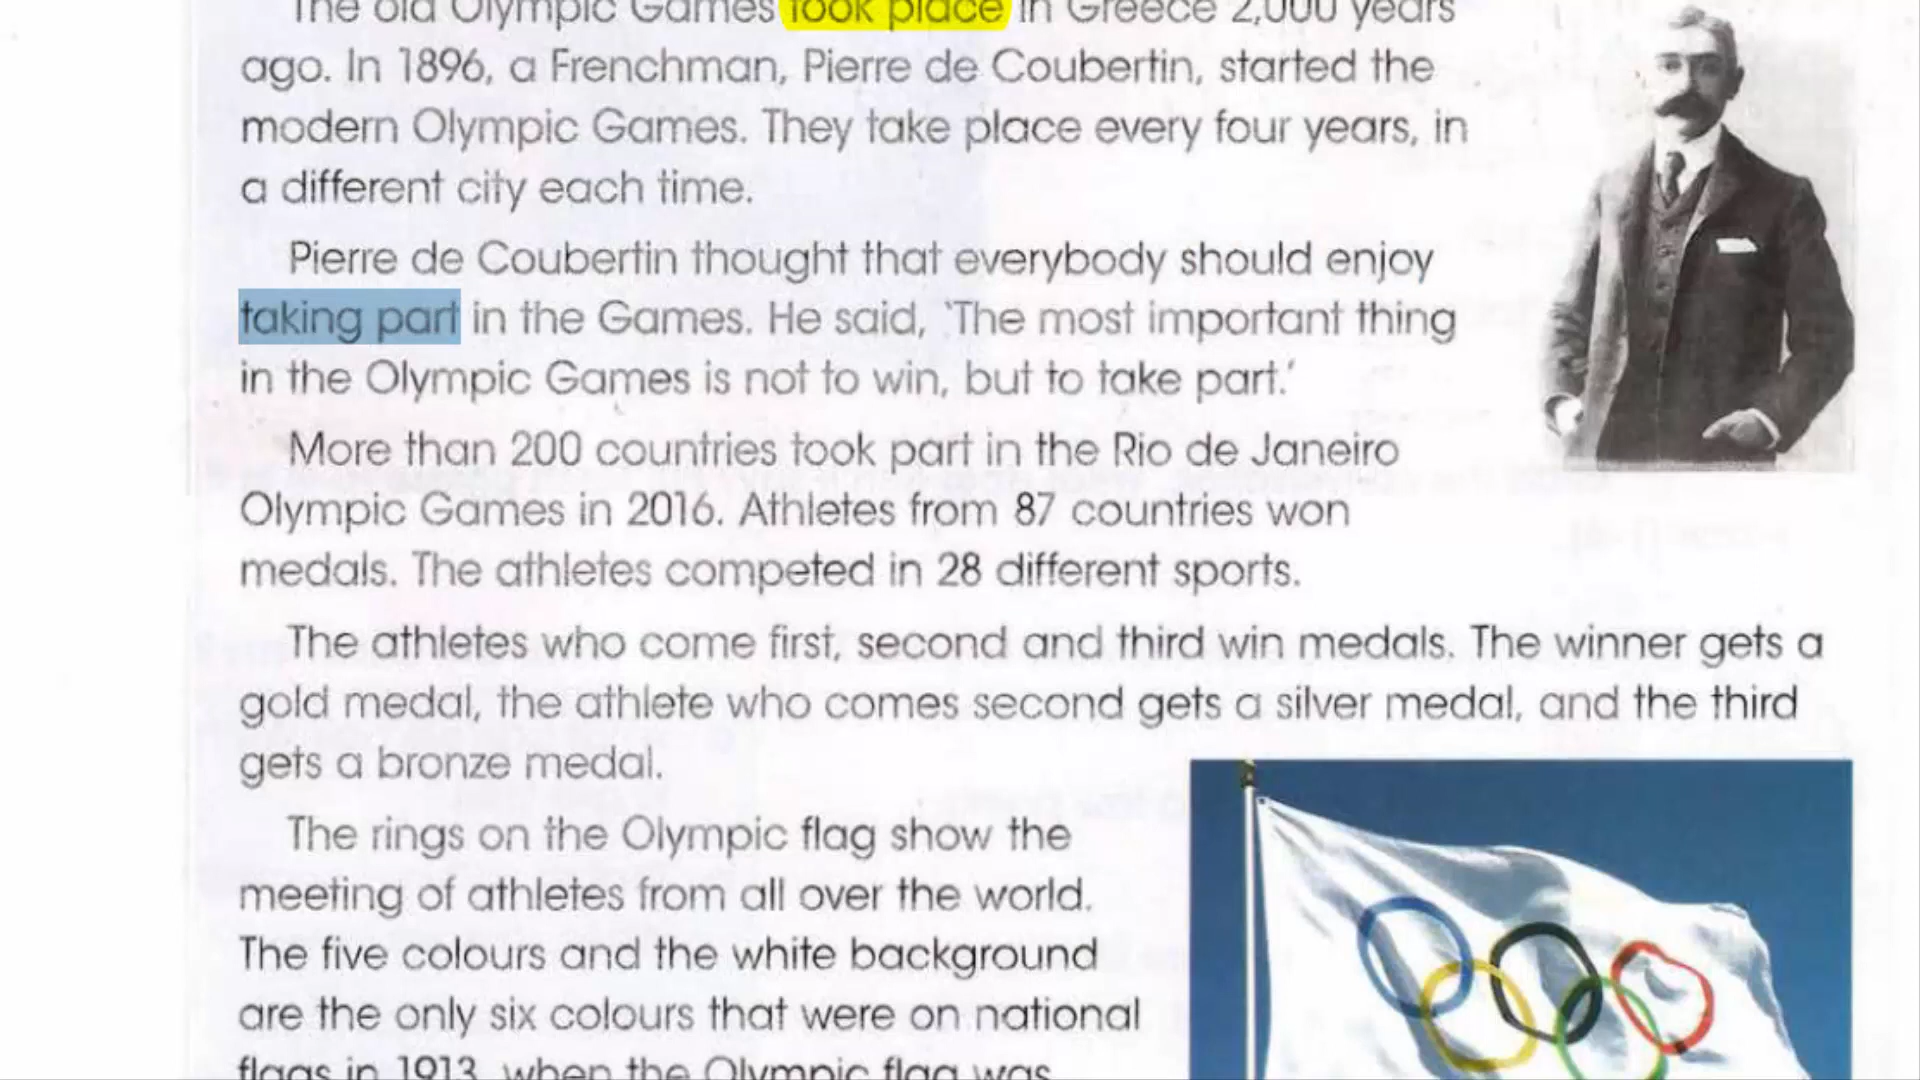 The old Olympic Games took place in Greece 2,000 years
ago. In 1896, a Frenchman, Pierre de Coubertin, started the
modern Olympic Games. They take place every four years, in
a different city each time.
Pierre de Coubertin thought that everybody should enjoy
taking part in the Games. He said, ‘The most important thing
in the Olympic Games is not to win, but to take part.’
More than 200 countries took part in the Rio de Janeiro
Olympic Games in 2016. Athletes from 87 countries won
medals. The athletes competed in 28 different sports.
The athletes who come first, second and third win medals. The winner gets a
gold medal, the athlete who comes second gets a silver medal, and the third
gets a bronze medal.
The rings on the Olympic flag show the
meeting of athletes from all over the world.
The five colours and the white background
are the only six colours that were on national
flags in 1913, when the Olympic flag was